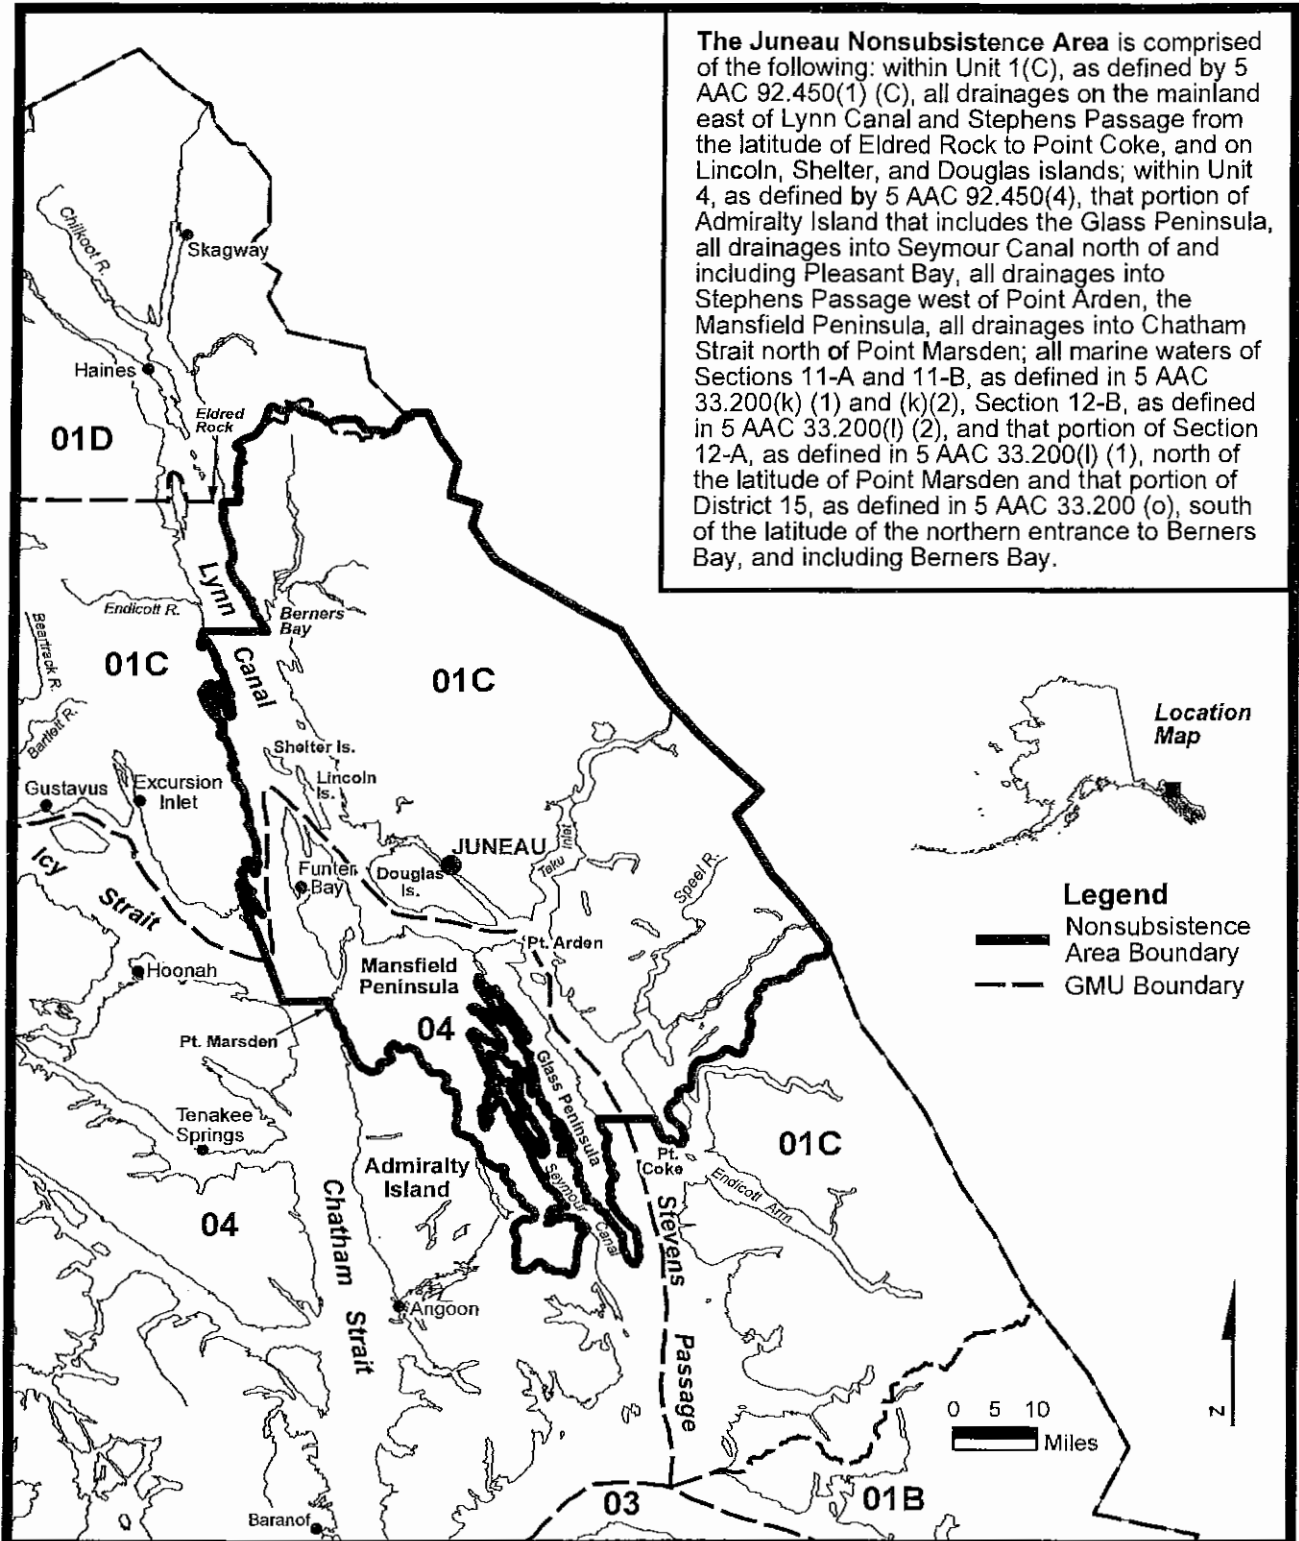 The Juneau Nonsubsistence Area is comprised
of the following: within Unit 1(C), as defined by 5
AAC 92.450(1) (C), all drainages on the mainland
east of Lynn Canal and Stephens Passage from
the latitude of Eldred Rock to Point Coke, and on
Lincoln, Shelter, and Douglas islands; within Unit
4, as defined by 5 AAC 92.450(4), that portion of
Admiralty Island that includes the Glass Peninsula,
all drainages into Seymour Canal north of and
including Pleasant Bay, all drainages into
Stephens Passage west of Point Arden, the
Mansfield Peninsula, all drainages into Chatham
Strait north of Point Marsden; all marine waters of
Sections 11-A and 11-B, as defined in 5 AAC
33.200(k) (1) and (k)(2), Section 12-B, as defined
in 5 AAC 33.200(l) (2), and that portion of Section
12-A, as defined in 5 AAC 33.200(l) (1), north of
the latitude of Point Marsden and that portion of
District 15, as defined in 5 AAC 33.200 (o), south
of the latitude of the northern entrance to Berners
Bay, and including Berners Bay.
Chilkoot R.
Skagway
Haines
Eldred
Rock
01D
Lynn
Canal
Endicott R.
Berners
Bay
Beartrack R.
01C
01C
Bartlett R.
Location
Map
Shelter Is.
Lincoln
Is.
Gustavus
Excursion
Inlet
JUNEAU
Icy
Strait
Funter
Bay
Douglas
Is.
Taku Inlet
Speel R.
Legend
Nonsubsistence
Area Boundary
GMU Boundary
Pt. Arden
Hoonah
Mansfield
Peninsula
04
Pt. Marsden
Glass Peninsula
Tenakee
Springs
Pt.
Coke
01C
Admiralty
Island
Seymour Canal
Endicott Arm
04
Chatham
Strait
Stevens
Passage
Angoon
0 5 10
Miles
N
03
01B
Baranof